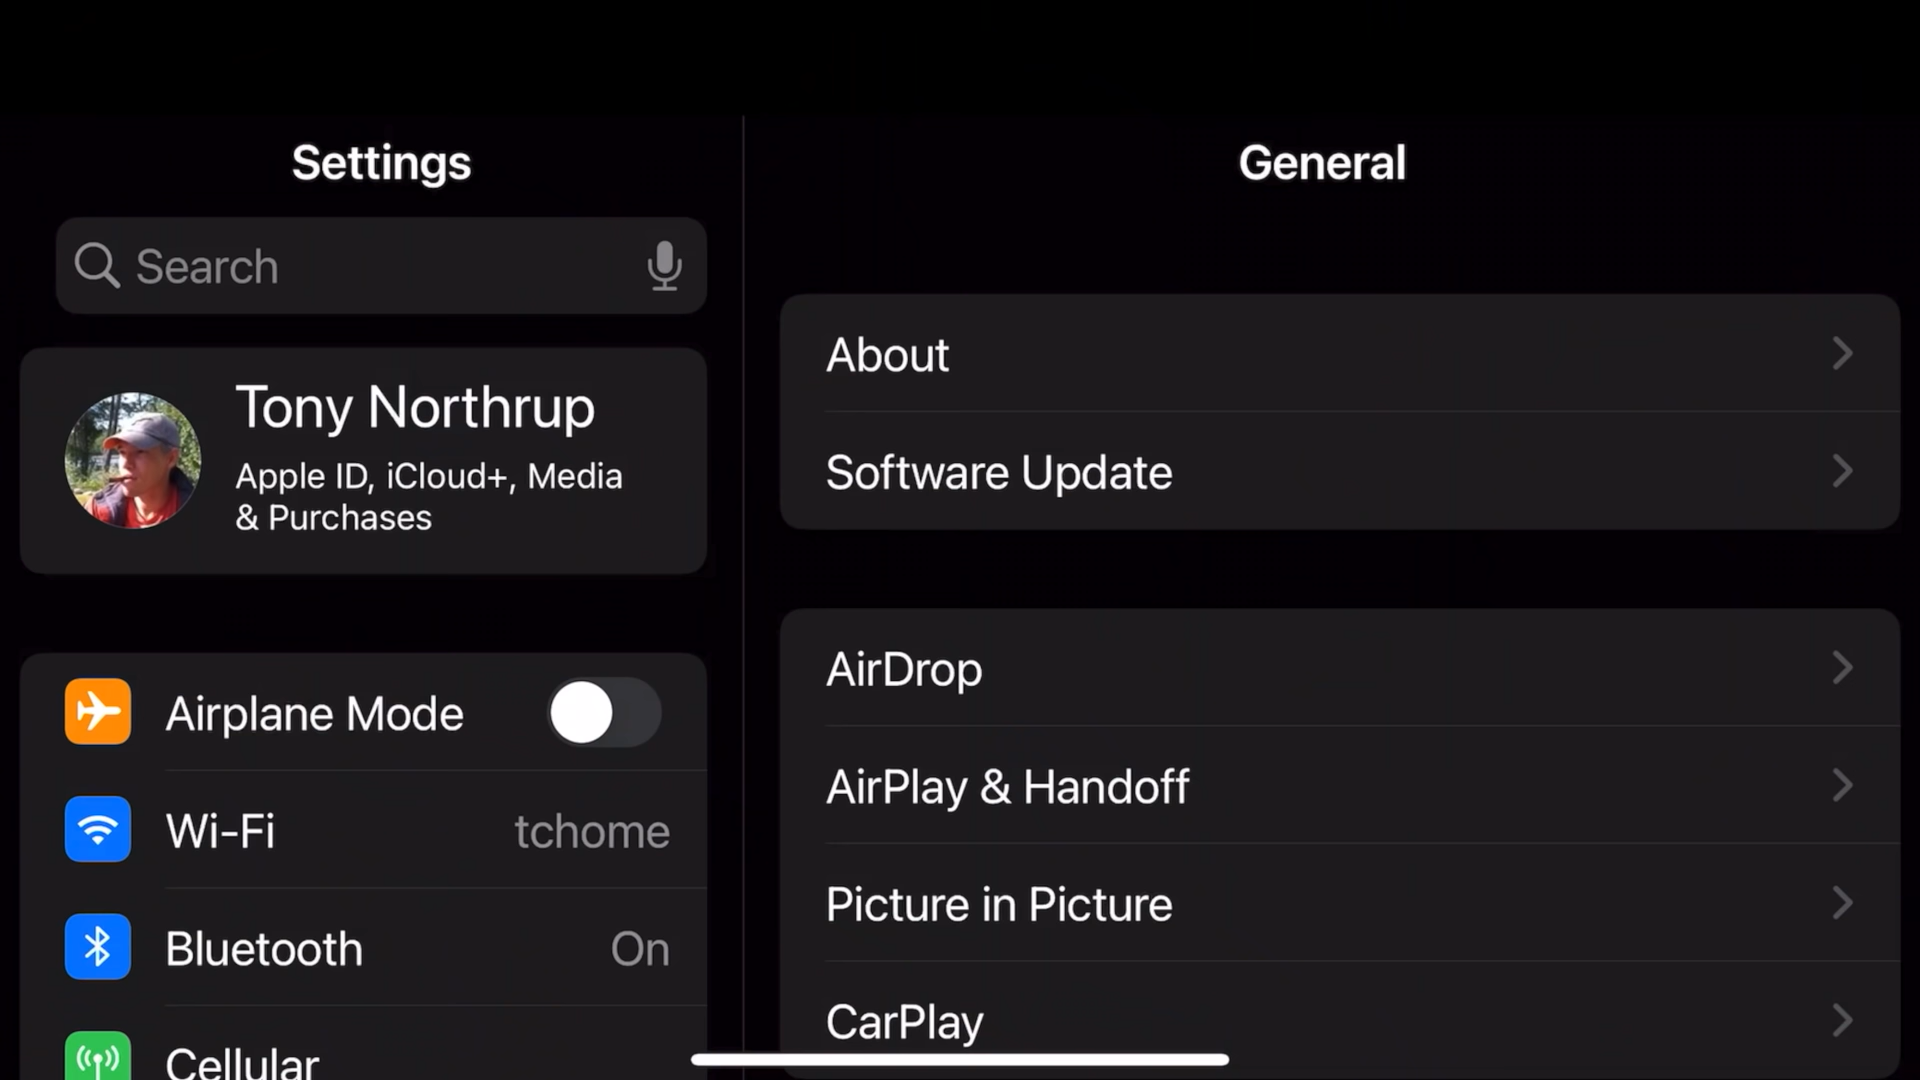 Settings
Search
Tony Northrup
Apple ID, iCloud+, Media
& Purchases
Airplane Mode
Wi-Fi tchome
Bluetooth On
Cellular
General
About
Software Update
AirDrop
AirPlay & Handoff
Picture in Picture
CarPlay